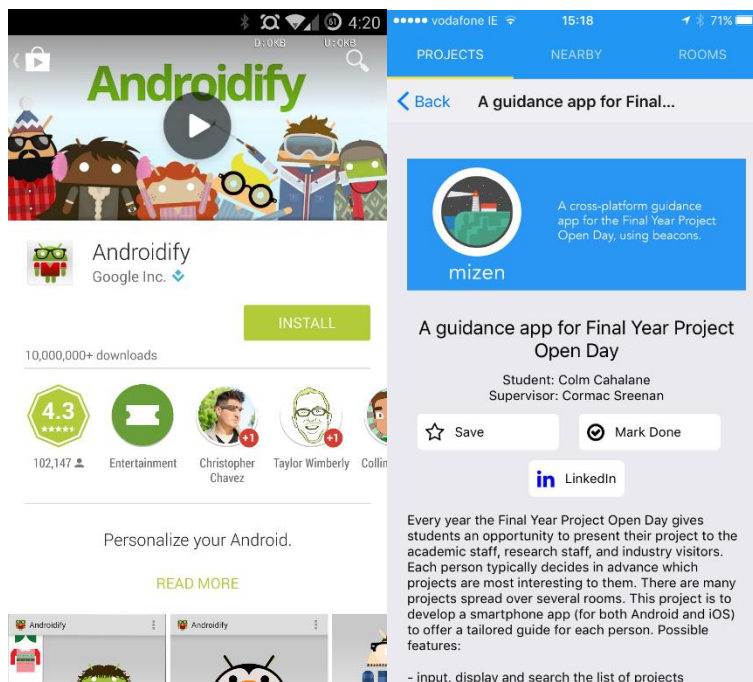 61 4:20
D:0KB U:0KB
Androidify
Androidify
Google Inc.
INSTALL
10,000,000+ downloads
4.3
+1
+1
102,147
Entertainment
Christopher
Chavez
Taylor Wimberly
Collin
Personalize your Android.
READ MORE
Androidify
Androidify
vodafone IE 15:18 71%
PROJECTS NEARBY ROOMS
Back A guidance app for Final...
A cross-platform guidance
app for the Final Year Project
Open Day, using beacons.
mizen
A guidance app for Final Year Project
Open Day
Student: Colm Cahalane
Supervisor: Cormac Sreenan
Save Mark Done
in LinkedIn
Every year the Final Year Project Open Day gives
students an opportunity to present their project to the
academic staff, research staff, and industry visitors.
Each person typically decides in advance which
projects are most interesting to them. There are many
projects spread over several rooms. This project is to
develop a smartphone app (for both Android and iOS)
to offer a tailored guide for each person. Possible
features:
- input, display and search the list of projects